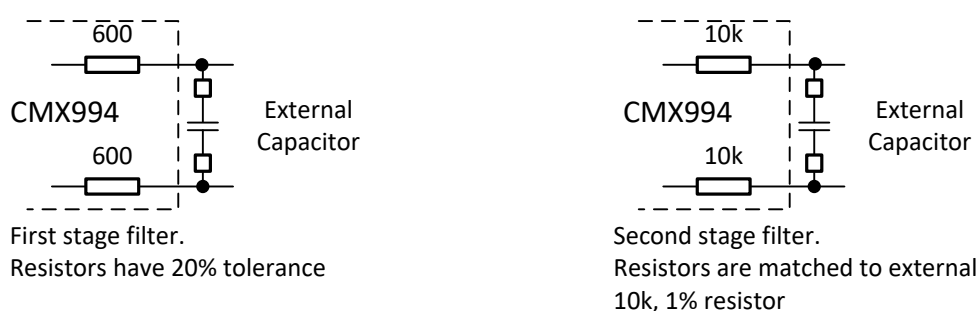 600
CMX994
External
Capacitor
600
First stage filter.
Resistors have 20% tolerance
10k
CMX994
External
Capacitor
10k
Second stage filter.
Resistors are matched to external
10k, 1% resistor